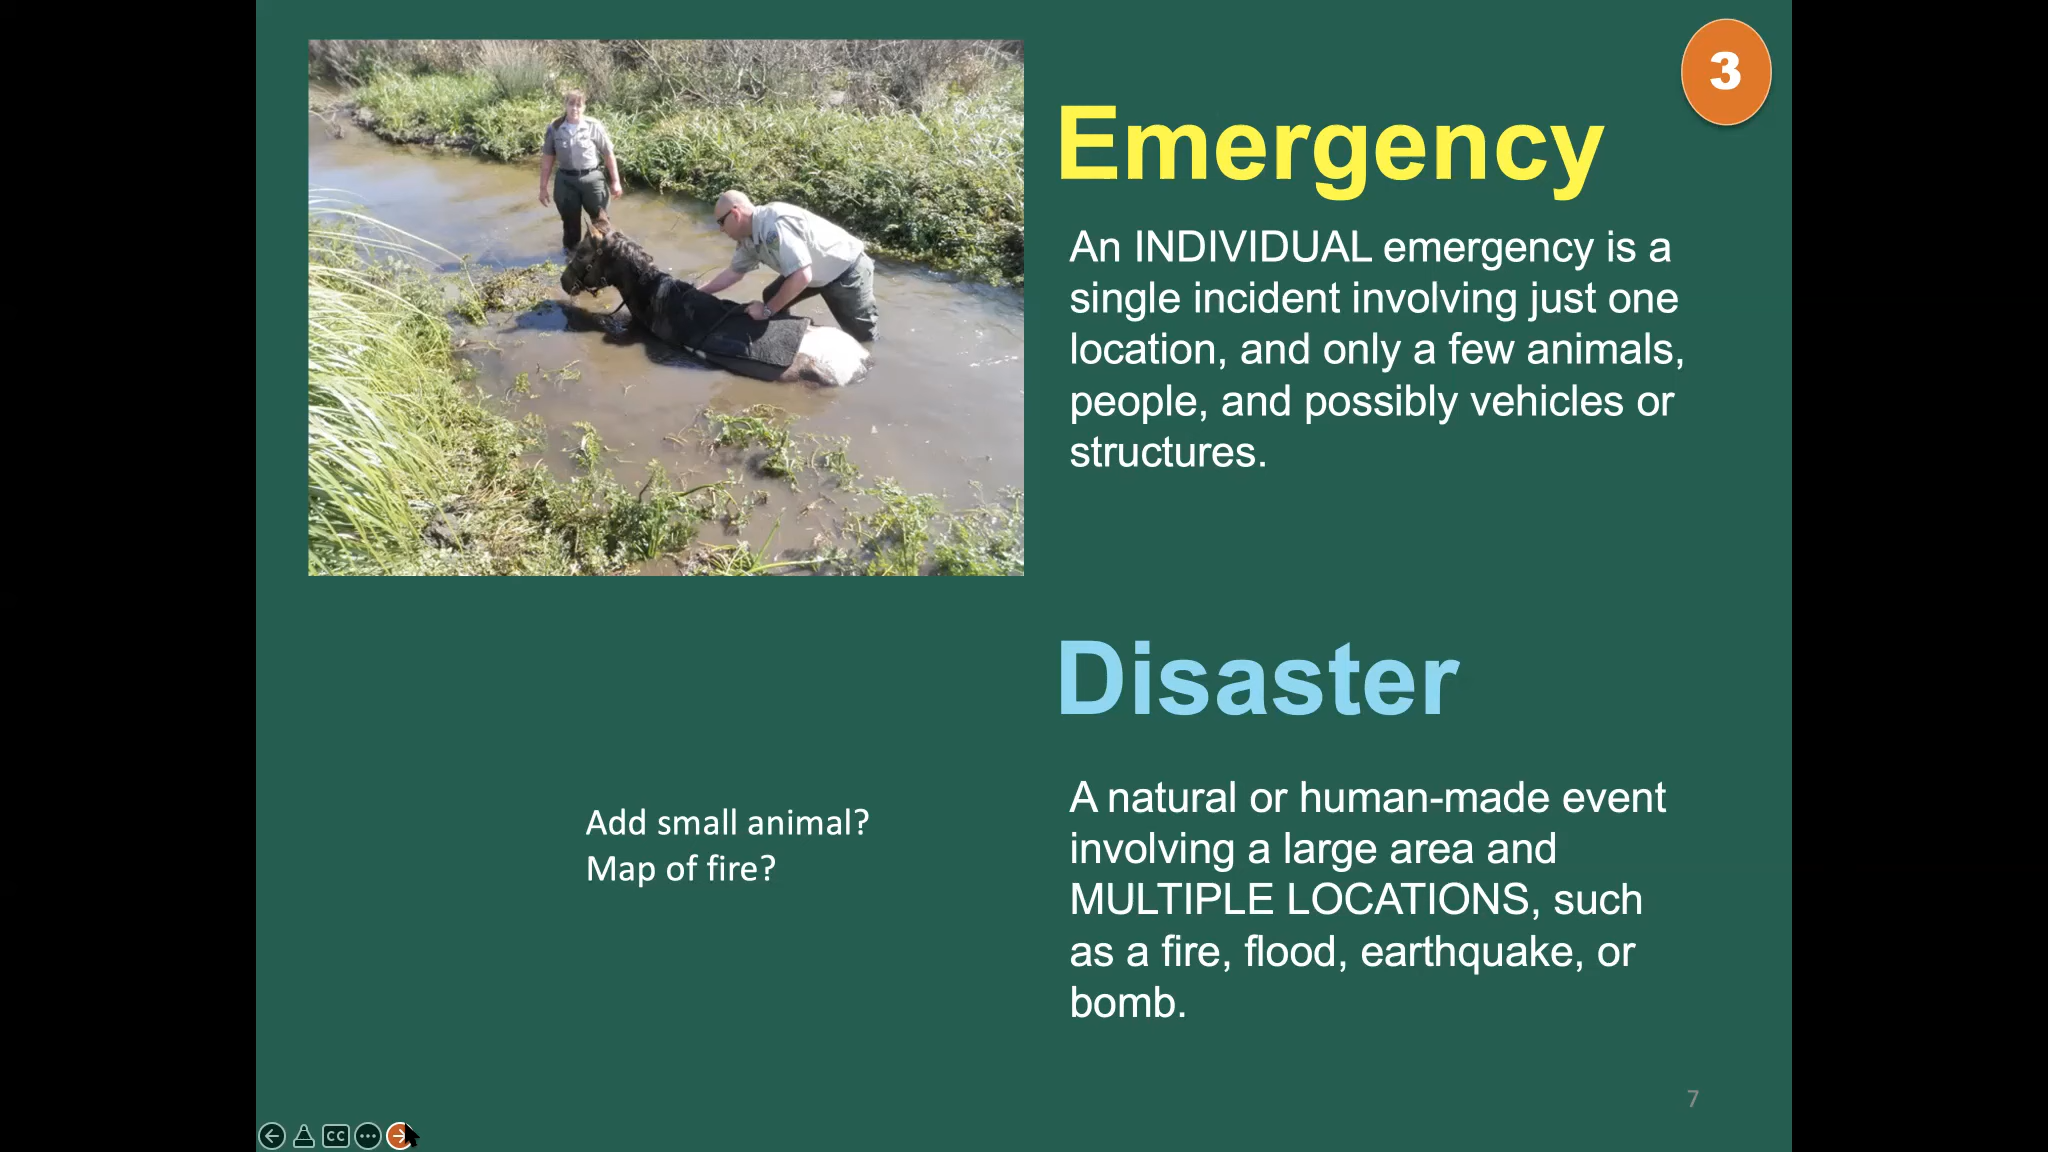 3
Emergency
An INDIVIDUAL emergency is a
single incident involving just one
location, and only a few animals,
people, and possibly vehicles or
structures.
Disaster
Add small animal?
Map of fire?
A natural or human-made event
involving a large area and
MULTIPLE LOCATIONS, such
as a fire, flood, earthquake, or
bomb.
7
CC